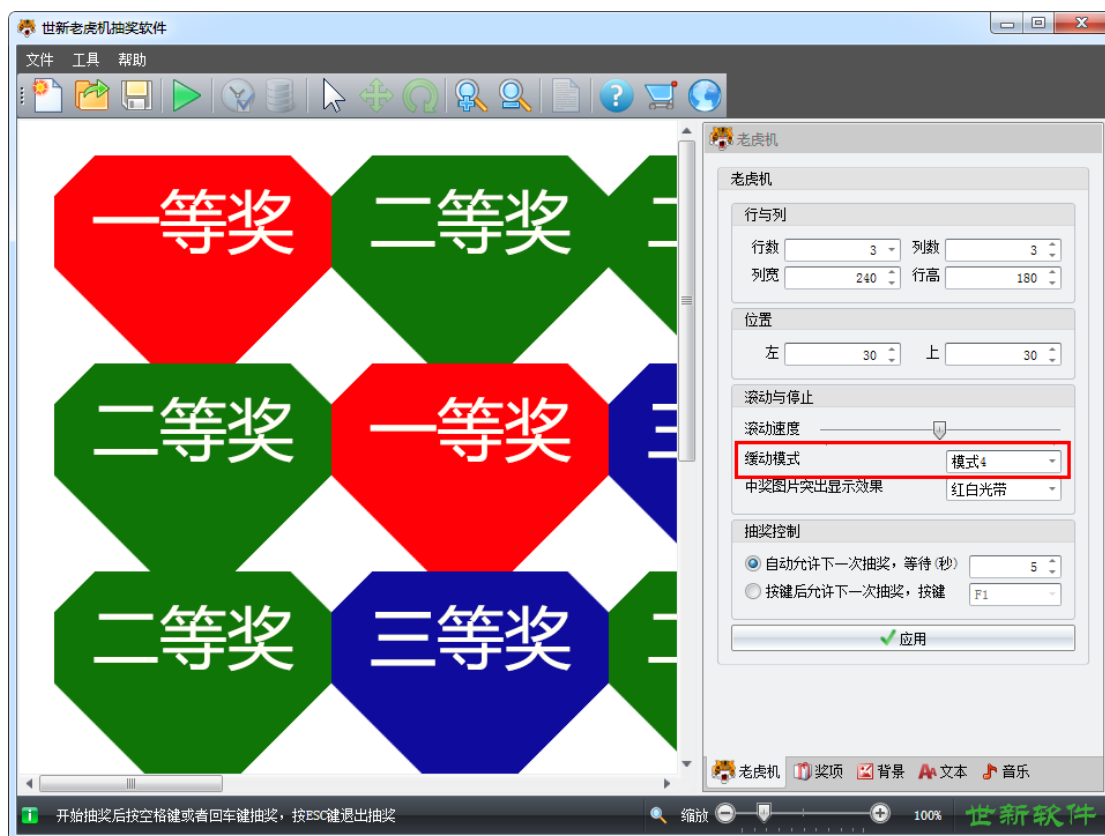 世新老虎机抽奖软件
文件 工具 帮助
一等奖 二等奖 二
二等奖 一等奖 三
二等奖 三等奖 二
老虎机
老虎机
行与列
行数 3 列数 3
列宽 240 行高 180
位置
左 30 上 30
滚动与停止
滚动速度
缓动模式 模式4
中奖图片突出显示效果 红白光带
抽奖控制
自动允许下一次抽奖，等待(秒) 5
按键后允许下一次抽奖，按键 F1
应用
老虎机 奖项 背景 文本 音乐
开始抽奖后按空格键或者回车键抽奖，按ESC键退出抽奖 缩放 100% 世新软件